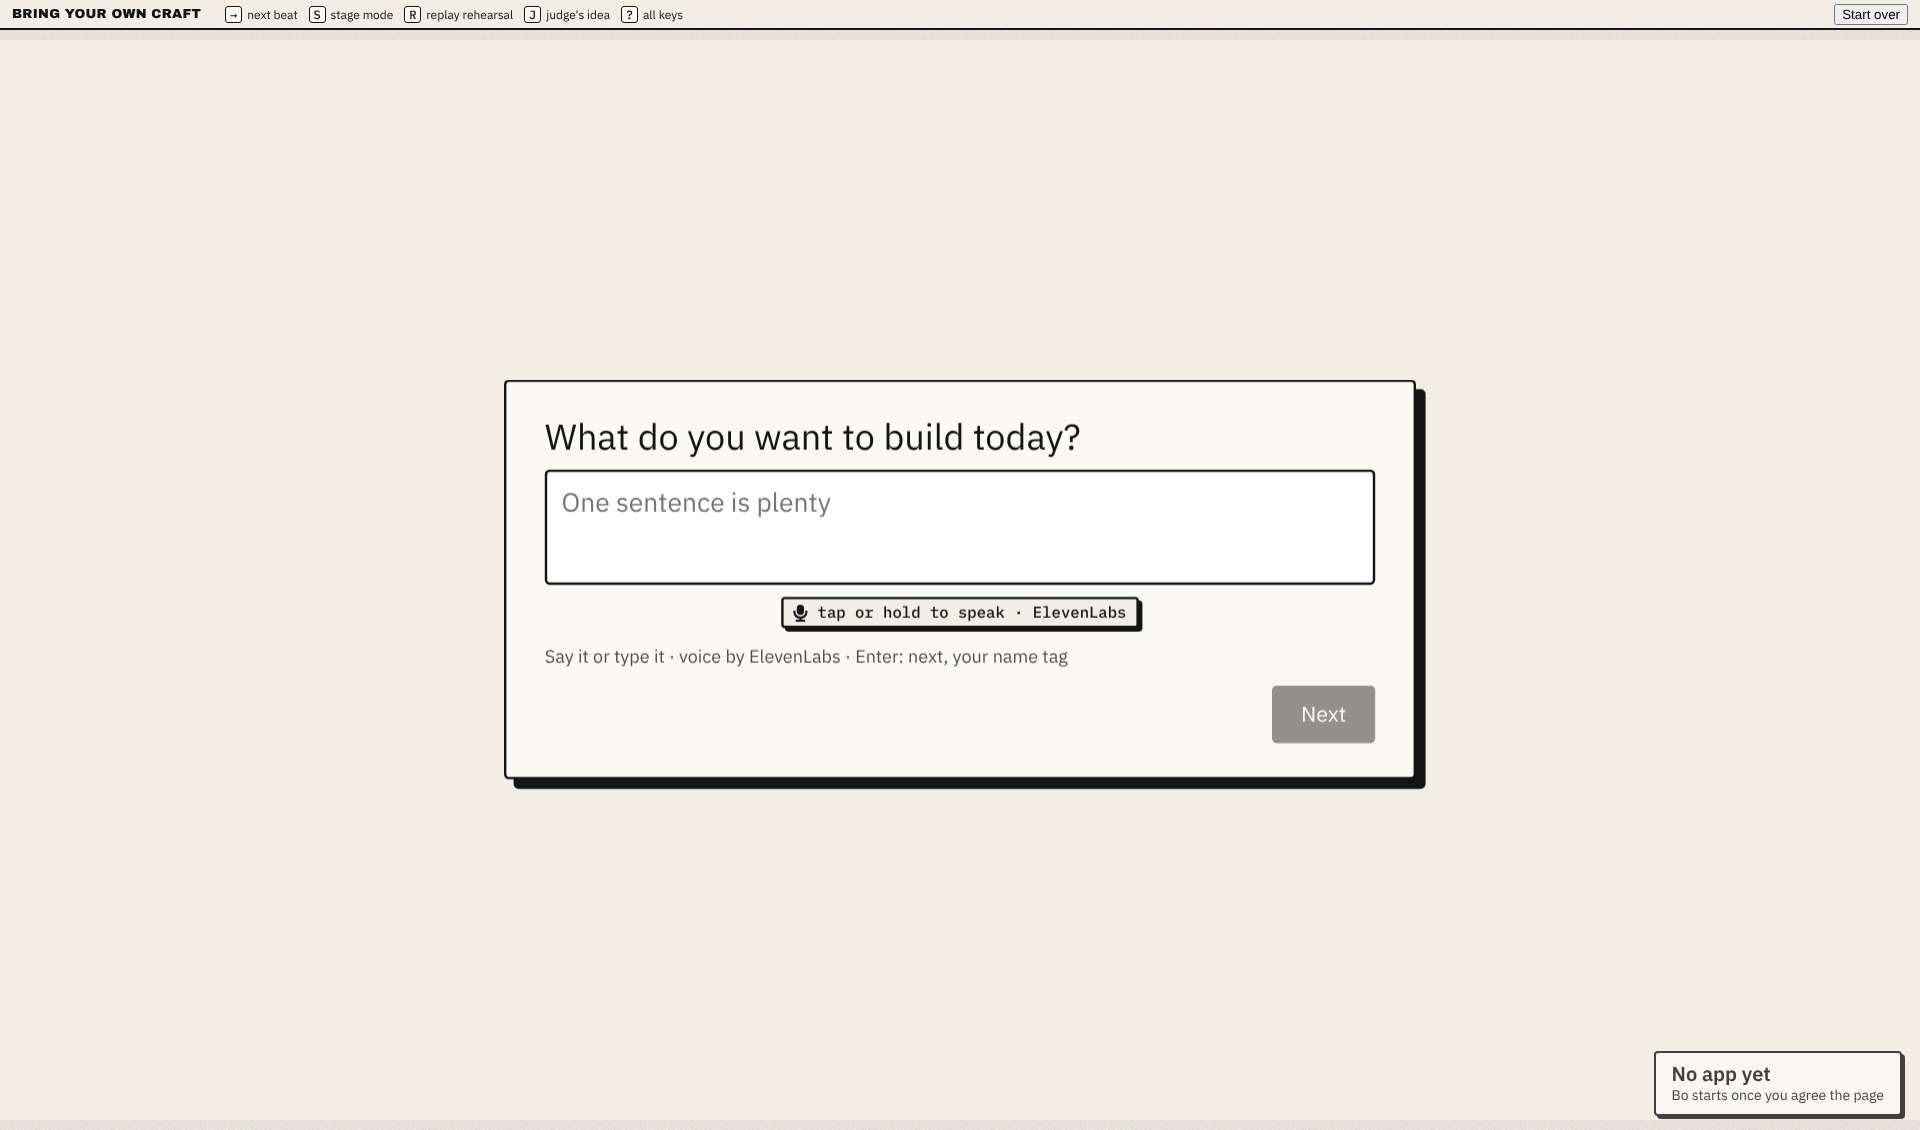 BRING YOUR OWN CRAFT → next beat S stage mode R replay rehearsal J judge's idea ? all keys Start over
What do you want to build today?
One sentence is plenty
tap or hold to speak · ElevenLabs
Say it or type it · voice by ElevenLabs · Enter: next, your name tag
Next
No app yet
Bo starts once you agree the page